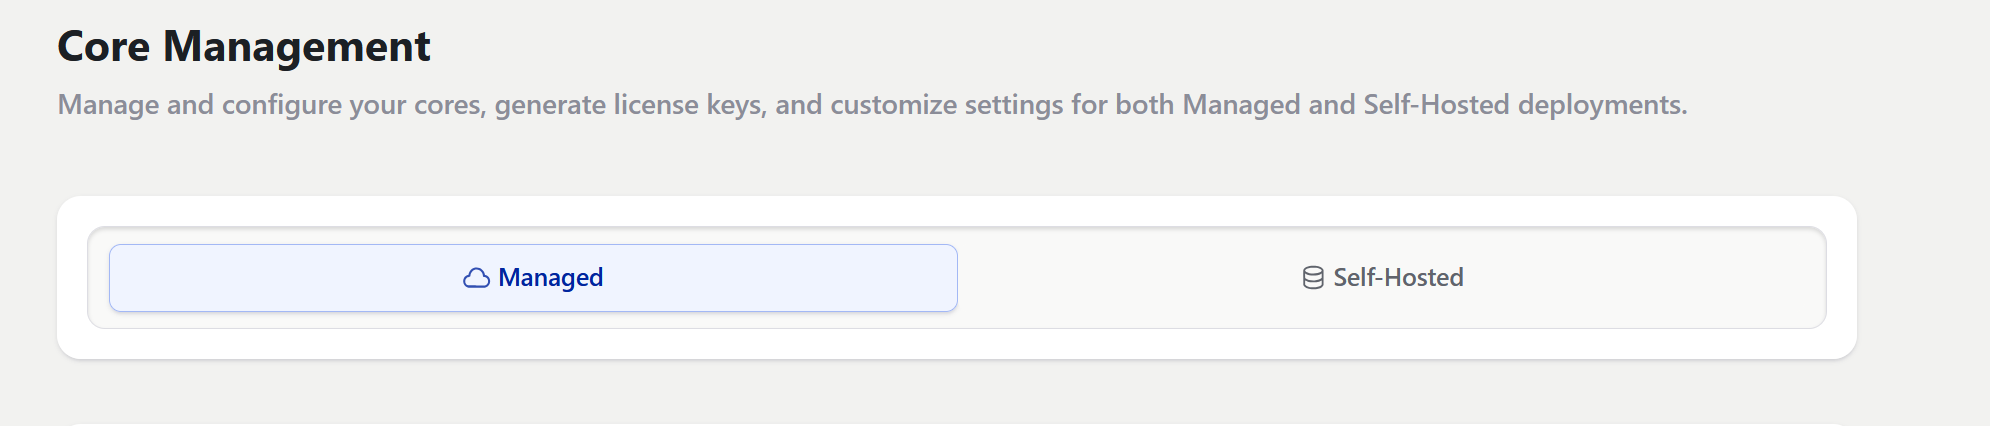 Core Management
Manage and configure your cores, generate license keys, and customize settings for both Managed and Self-Hosted deployments.
Managed
Self-Hosted